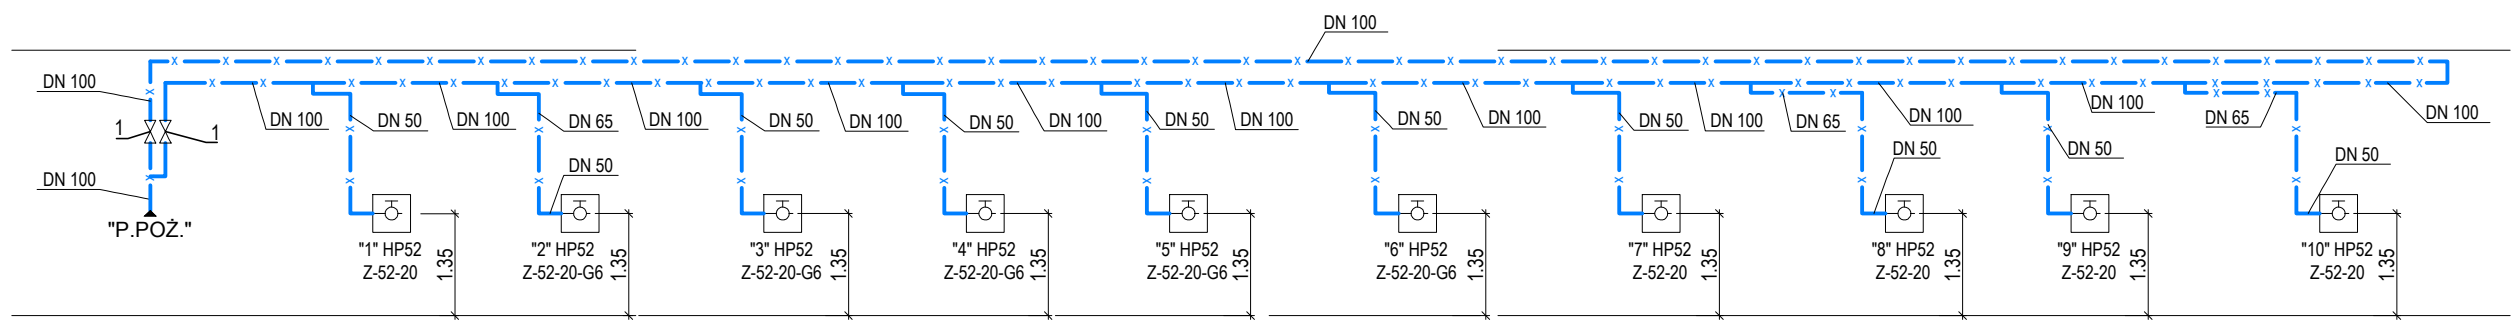 DN 100
DN 100
DN 100
DN 100
DN 50
DN 100
DN 65
DN 100
DN 50
DN 100
DN 50
DN 100
DN 50
DN 100
DN 50
DN 100
DN 50
DN 100
DN 65
DN 100
DN 100
DN 65
DN 100
1
1
DN 100
DN 50
DN 50
DN 50
DN 50
"P.POŻ."
"1" HP52
Z-52-20
1.35
"2" HP52
Z-52-20-G6
1.35
"3" HP52
Z-52-20-G6
1.35
"4" HP52
Z-52-20-G6
1.35
"5" HP52
Z-52-20-G6
1.35
"6" HP52
Z-52-20-G6
1.35
"7" HP52
Z-52-20
1.35
"8" HP52
Z-52-20
1.35
"9" HP52
Z-52-20
1.35
"10" HP52
Z-52-20
1.35